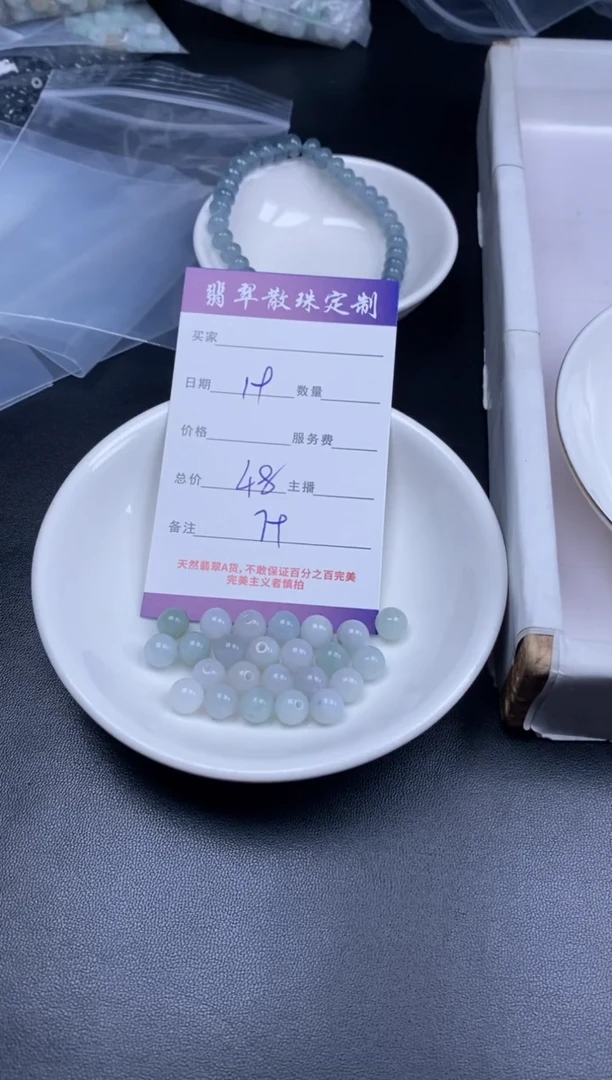 翡翠散珠定制
买家
日期 数量
价格 服务费
总价 48 主播
备注
天然翡翠A货,不敢保证百分之百完美
完美主义者慎拍